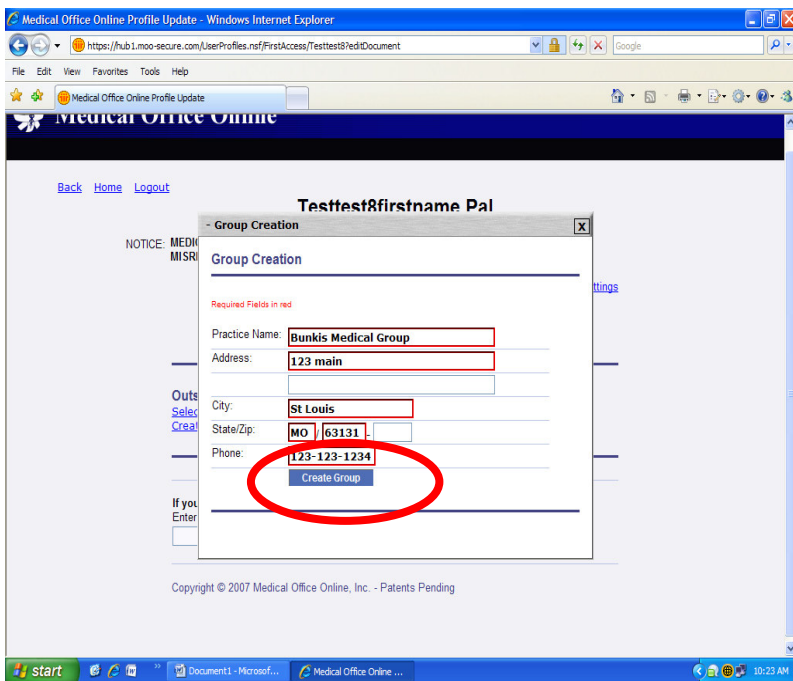 Medical Office Online Profile Update - Windows Internet Explorer
https://hub1.moo-secure.com/UserProfiles.nsf/FirstAccess/Testtest8?editDocument
Google
File Edit View Favorites Tools Help
Medical Office Online Profile Update
Medical Office Online
Back Home Logout
Testtest8firstname Pal
- Group Creation X
NOTICE: MEDIC
MISRE
Group Creation
ttings
Required Fields in red
Practice Name: Bunkis Medical Group
Address: 123 main
Outs
Selec
Creat
City: St Louis
State/Zip: MO / 63131 -
Phone: 123-123-1234
Create Group
If you
Enter
Copyright © 2007 Medical Office Online, Inc. - Patents Pending
start Document1 - Microsof... Medical Office Online ... 10:23 AM